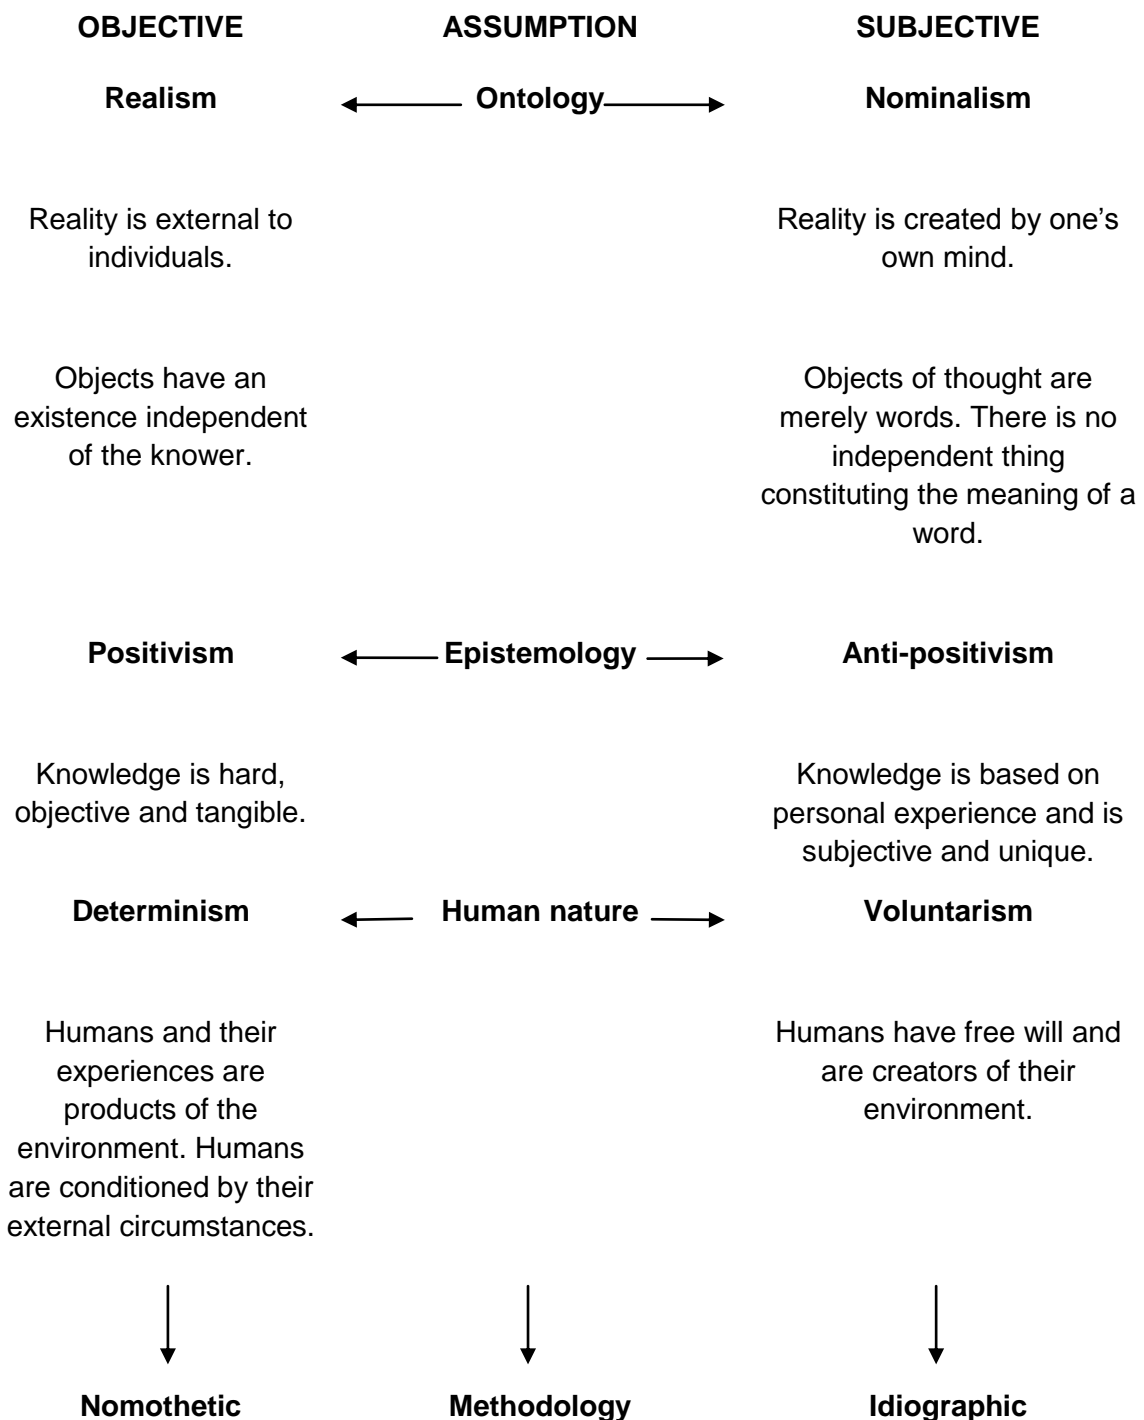 OBJECTIVE ASSUMPTION SUBJECTIVE
Realism Ontology Nominalism
Reality is external to
individuals.
Reality is created by one’s
own mind.
Objects have an
existence independent
of the knower.
Objects of thought are
merely words. There is no
independent thing
constituting the meaning of a
word.
Positivism Epistemology Anti-positivism
Knowledge is hard,
objective and tangible.
Knowledge is based on
personal experience and is
subjective and unique.
Determinism Human nature Voluntarism
Humans and their
experiences are
products of the
environment. Humans
are conditioned by their
external circumstances.
Humans have free will and
are creators of their
environment.
Nomothetic Methodology Idiographic